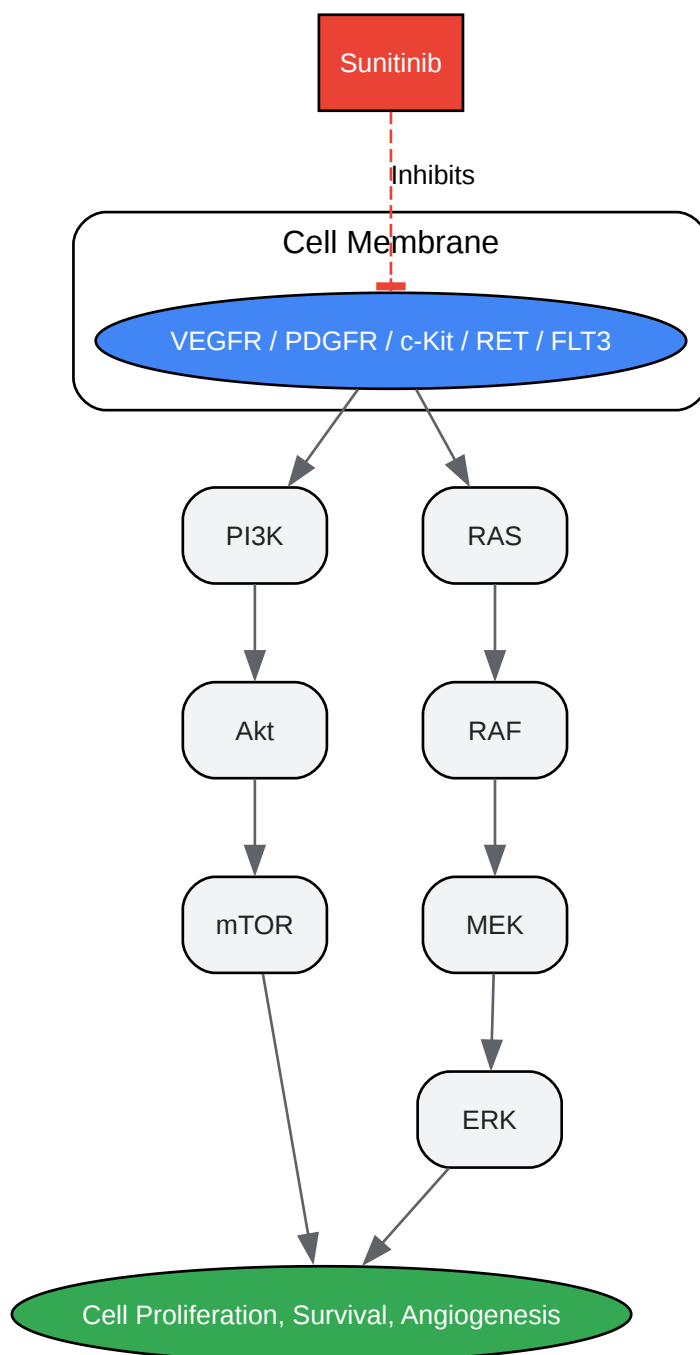 Sunitinib
Inhibits
Cell Membrane
VEGFR / PDGFR / c-Kit / RET / FLT3
PI3K
RAS
Akt
RAF
mTOR
MEK
ERK
Cell Proliferation, Survival, Angiogenesis